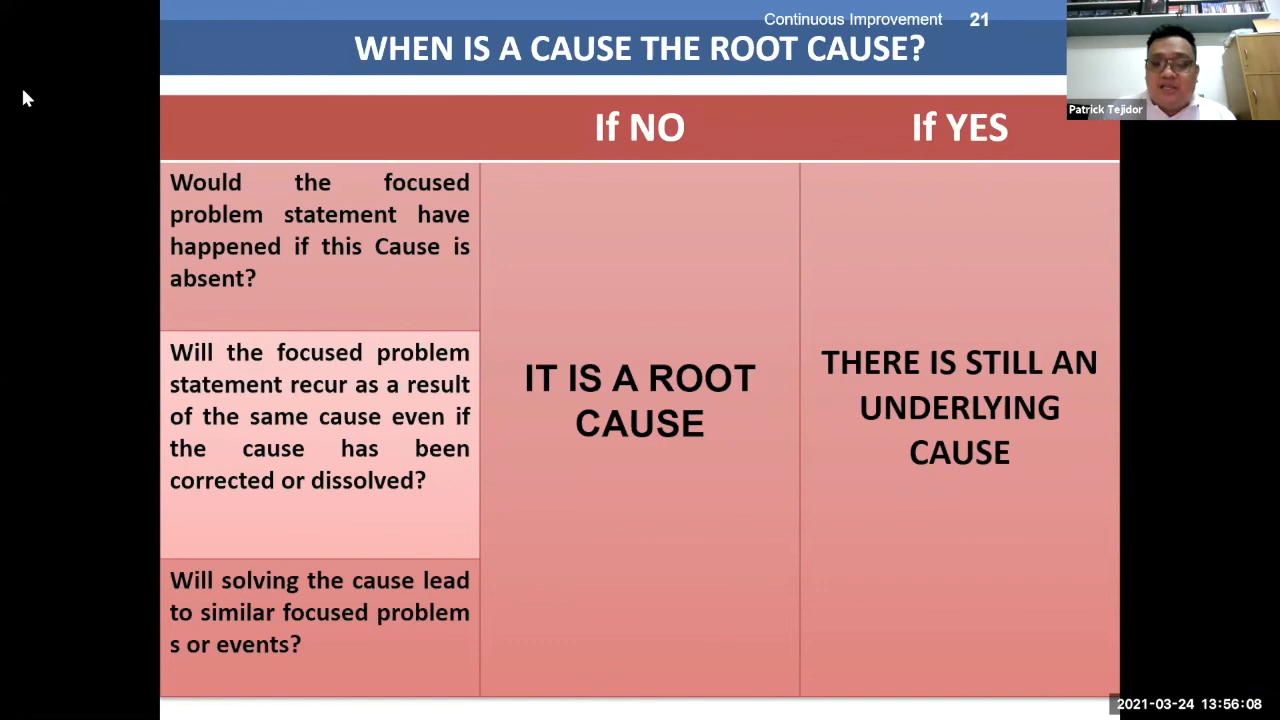 Continuous Improvement 21
WHEN IS A CAUSE THE ROOT CAUSE?
Patrick Tejidor
If NO
If YES
Would the focused
problem statement have
happened if this Cause is
absent?
Will the focused problem
statement recur as a result
of the same cause even if
the cause has been
corrected or dissolved?
Will solving the cause lead
to similar focused problem
s or events?
IT IS A ROOT
CAUSE
THERE IS STILL AN
UNDERLYING
CAUSE
2021-03-24 13:56:08